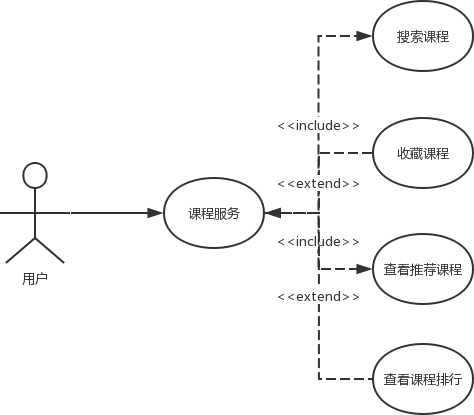 搜索课程
<<include>>
收藏课程
<<extend>>
课程服务
<<include>>
查看推荐课程
用户
<<extend>>
查看课程排行